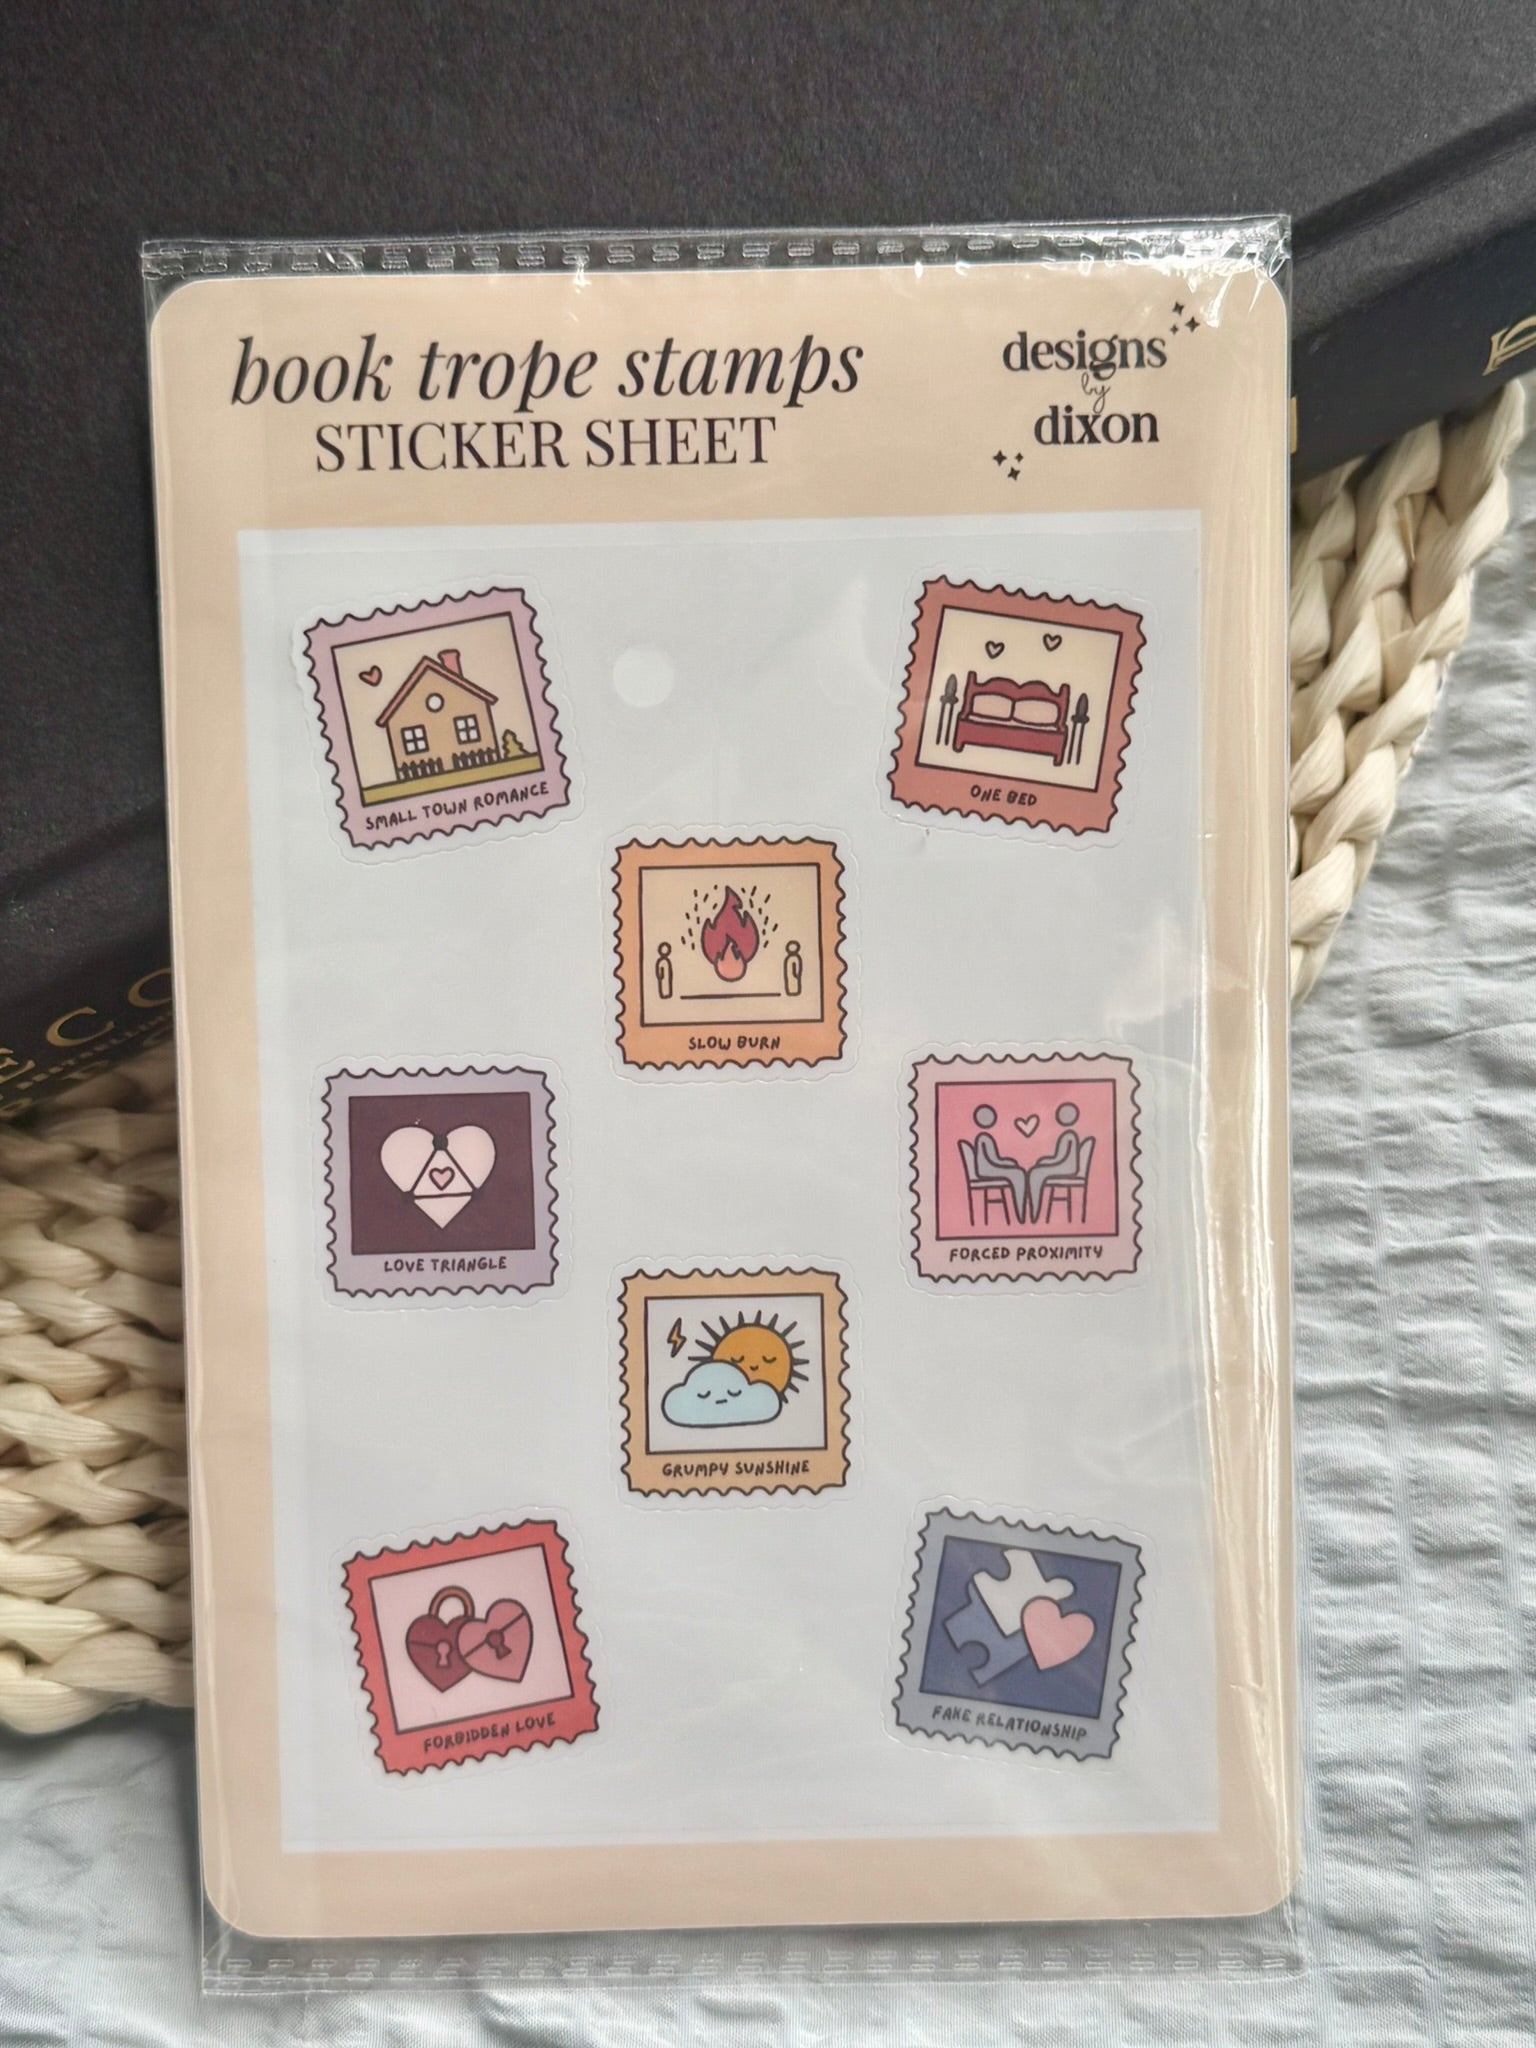 book trope stamps
STICKER SHEET
designs
by
dixon
SMALL TOWN ROMANCE
ONE BED
SLOW BURN
LOVE TRIANGLE
FORCED PROXIMITY
GRUMPY SUNSHINE
FORBIDDEN LOVE
FAKE RELATIONSHIP